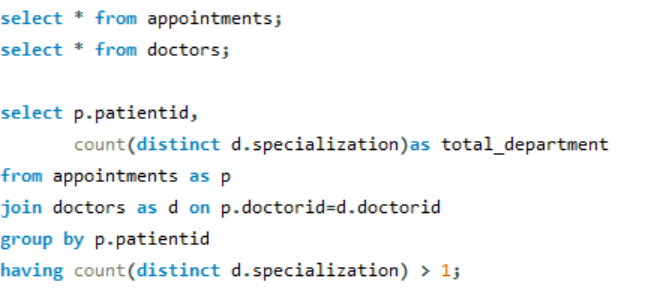 select * from appointments;
select * from doctors;
select p.patientid,
count(distinct d.specialization)as total_department
from appointments as p
join doctors as d on p.doctorid=d.doctorid
group by p.patientid
having count(distinct d.specialization) > 1;